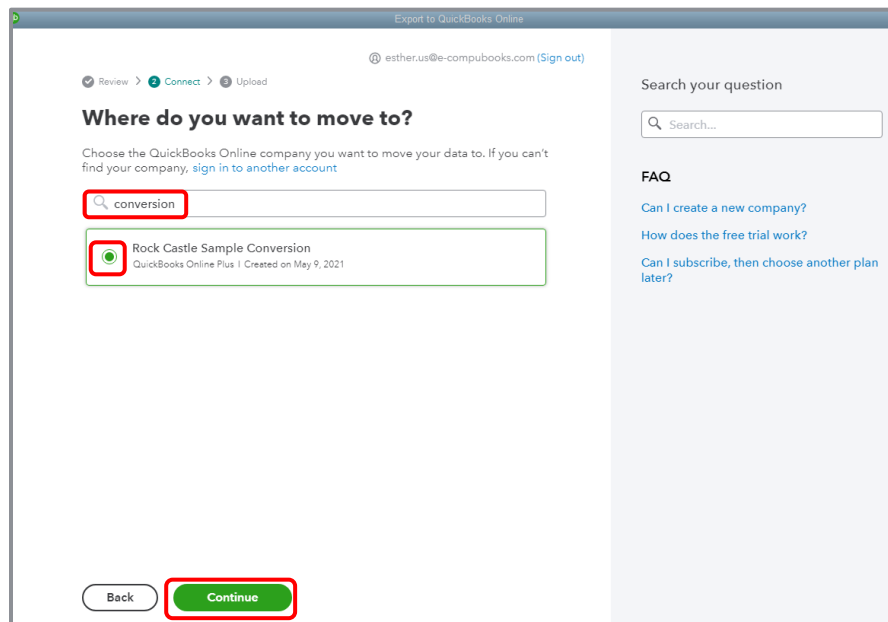 Export to QuickBooks Online
esther.us@e-compubooks.com (Sign out)
Review > 2 Connect > 3 Upload
Where do you want to move to?
Choose the QuickBooks Online company you want to move your data to. If you can't
find your company, sign in to another account
conversion
Rock Castle Sample Conversion
QuickBooks Online Plus | Created on May 9, 2021
Back
Continue
Search your question
Search...
FAQ
Can I create a new company?
How does the free trial work?
Can I subscribe, then choose another plan
later?